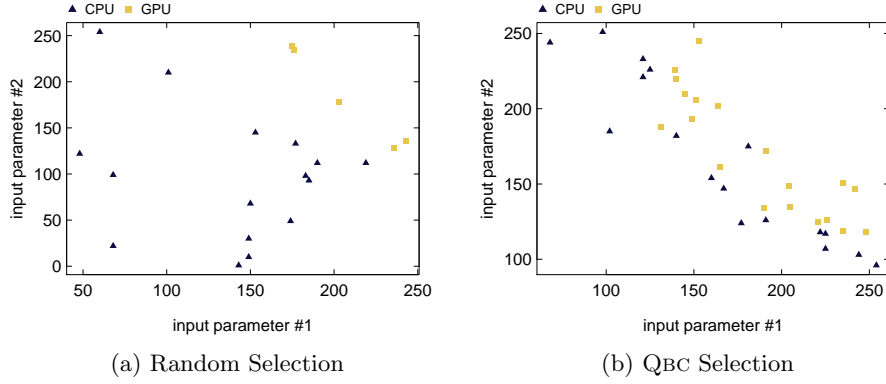 CPU GPU
250
200
150
100
50
0
input parameter #2
50 100 150 200 250
input parameter #1
(a) Random Selection
CPU GPU
250
200
150
100
input parameter #2
100 150 200 250
input parameter #1
(b) QBC Selection